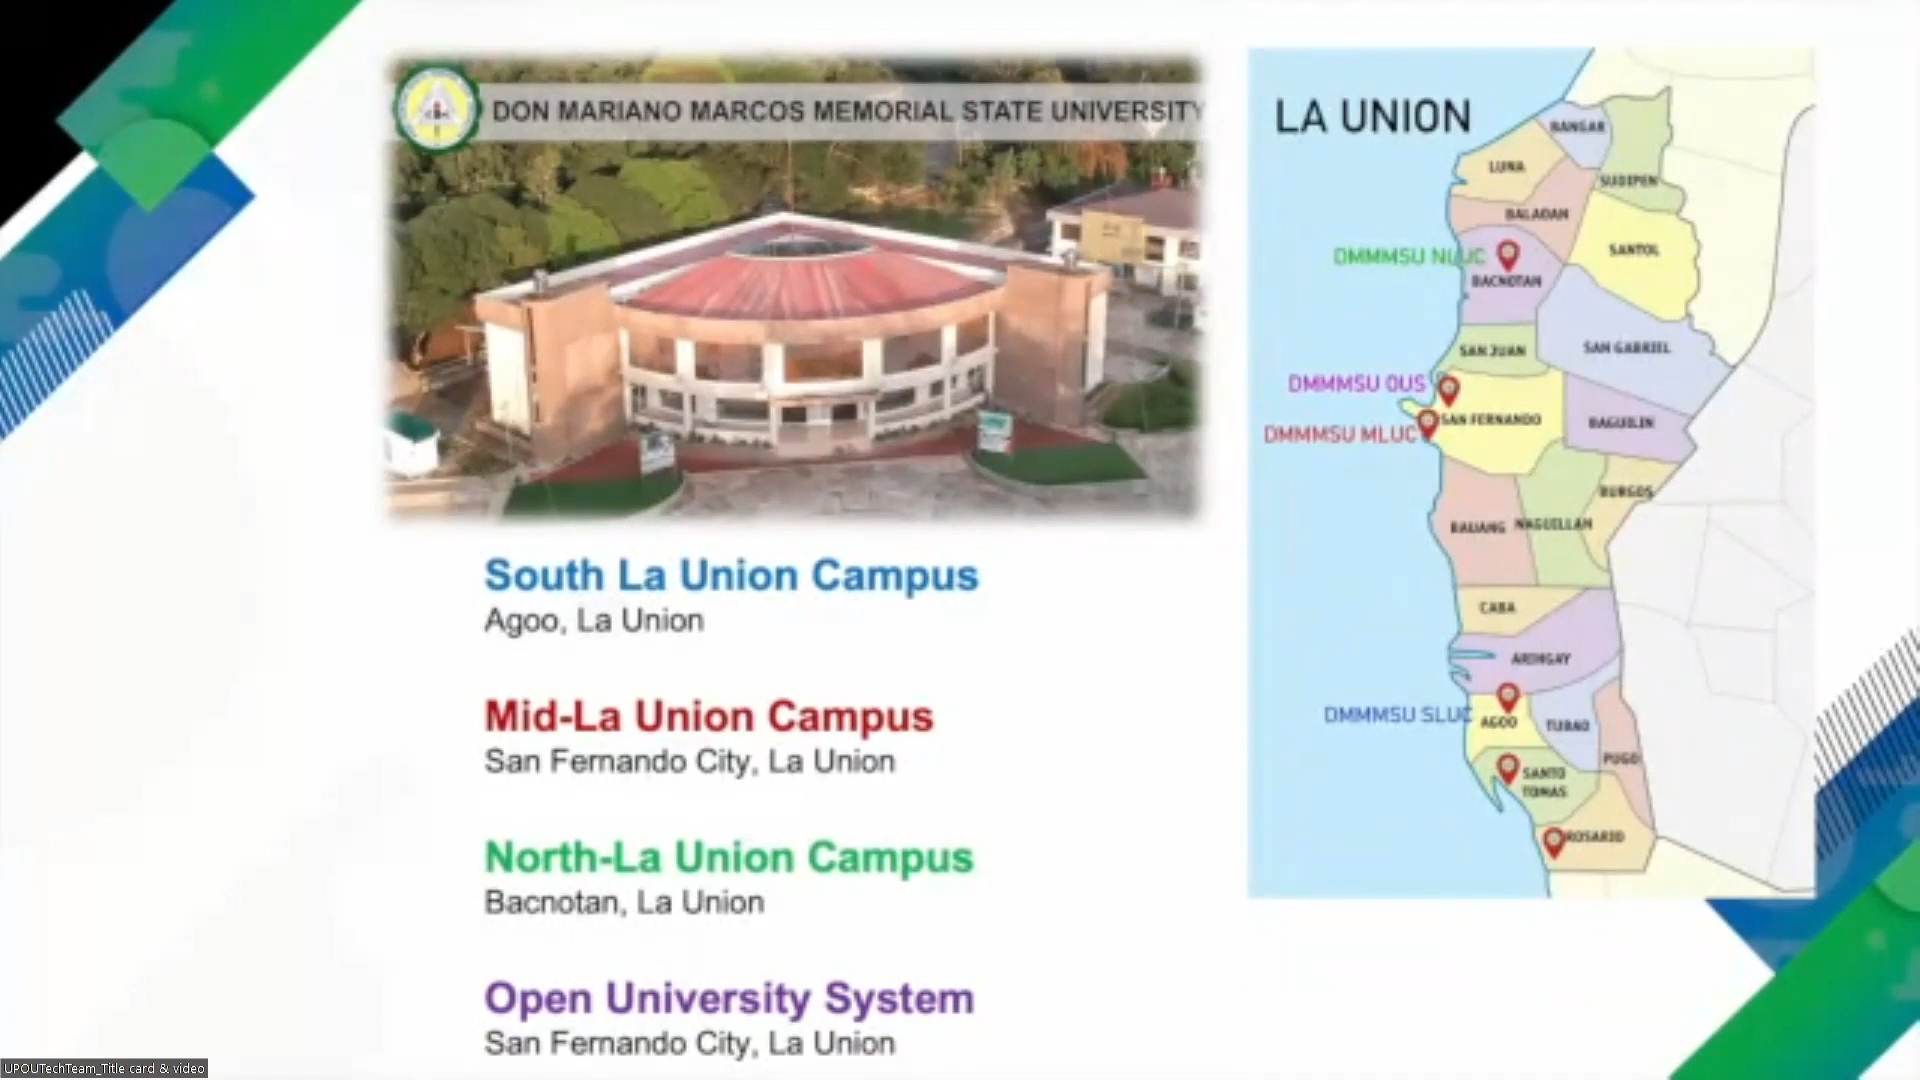 DON MARIANO MARCOS MEMORIAL STATE UNIVERSITY
South La Union Campus
Agoo, La Union
Mid-La Union Campus
San Fernando City, La Union
North-La Union Campus
Bacnotan, La Union
Open University System
San Fernando City, La Union
LA UNION
BANGAR
LUNA
SUDIPEN
BALAOAN
SANTOL
DMMMSU NLUC
BACNOTAN
SAN JUAN
SAN GABRIEL
DMMMSU OUS
SAN FERNANDO
BAGULIN
DMMMSU MLUC
BURGOS
BAUANG
NAGUILIAN
CABA
ARINGAY
DMMMSU SLUC
AGOO
TUBAO
PUGO
SANTO
TOMAS
ROSARIO
UPOUTechTeam_Title card & video